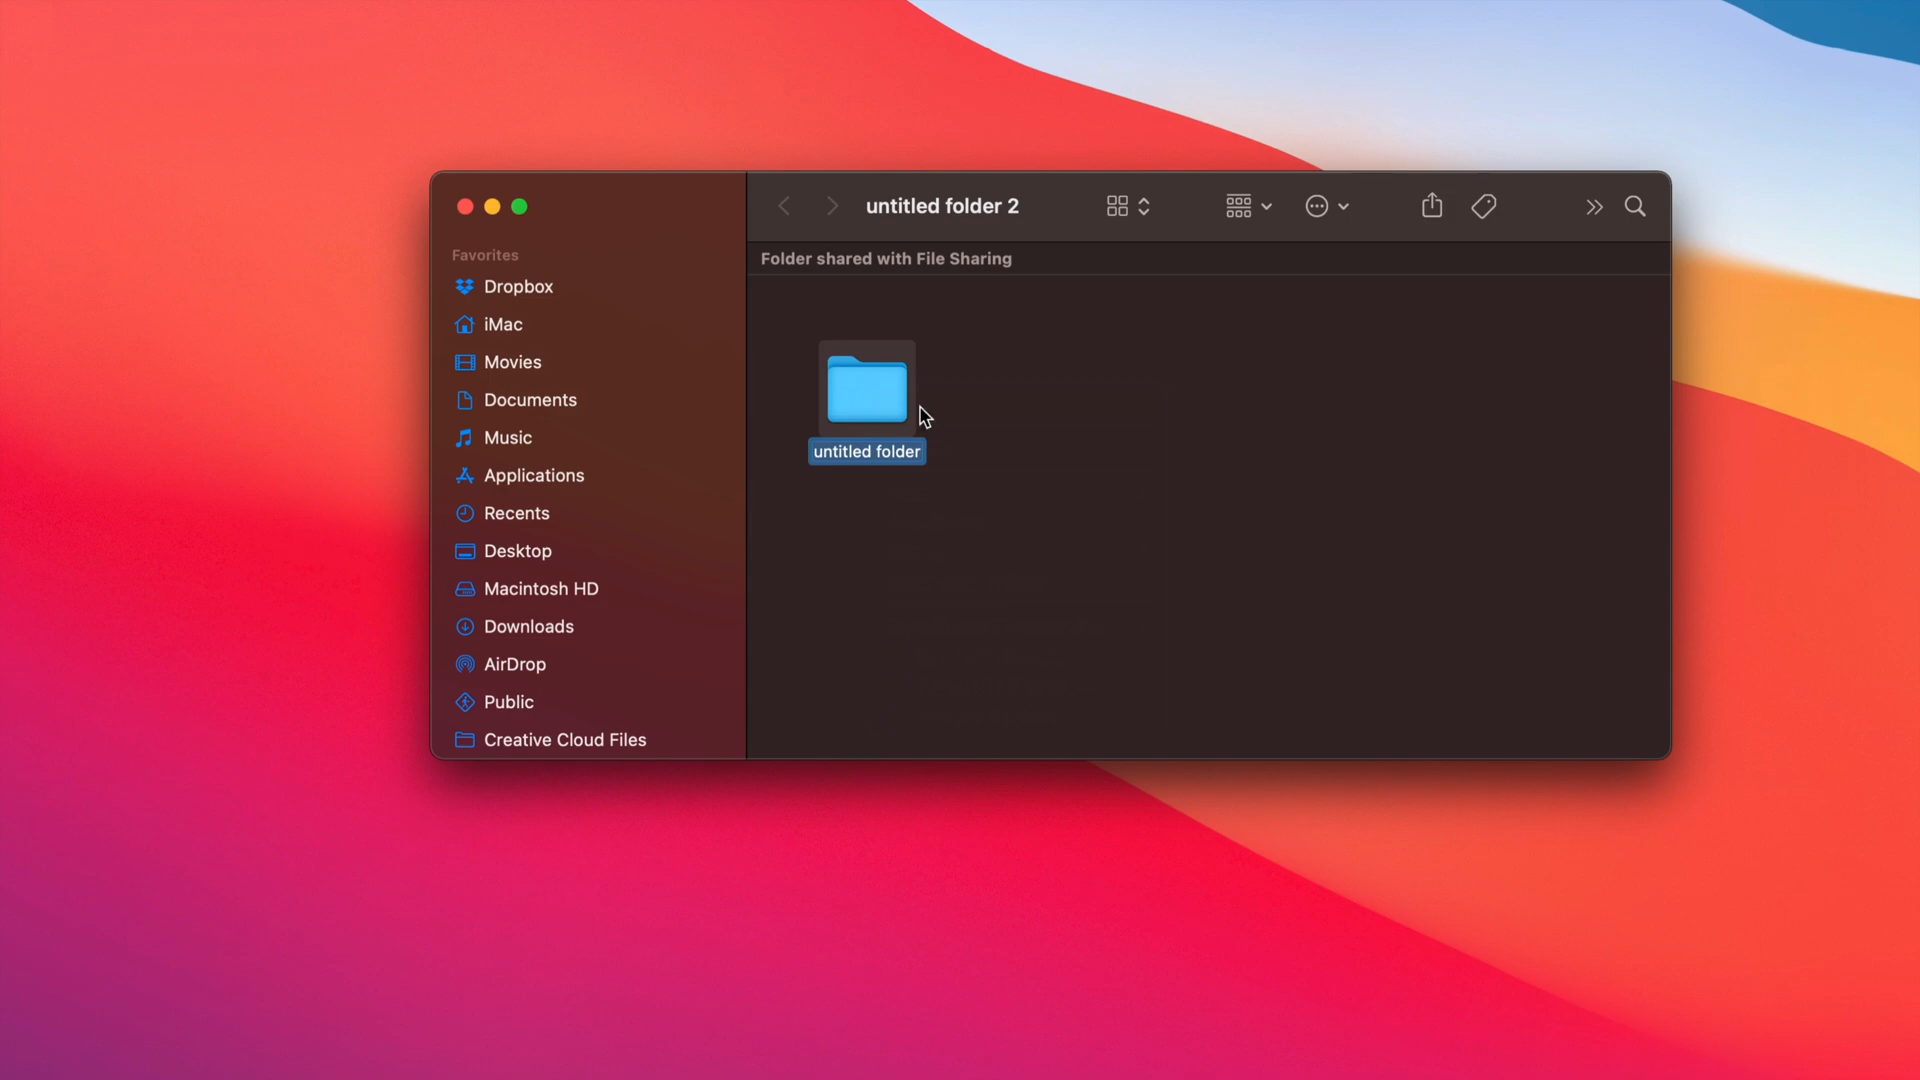 untitled folder 2
Favorites
Folder shared with File Sharing
Dropbox
iMac
Movies
Documents
Music
Applications
Recents
Desktop
Macintosh HD
Downloads
AirDrop
Public
Creative Cloud Files
untitled folder